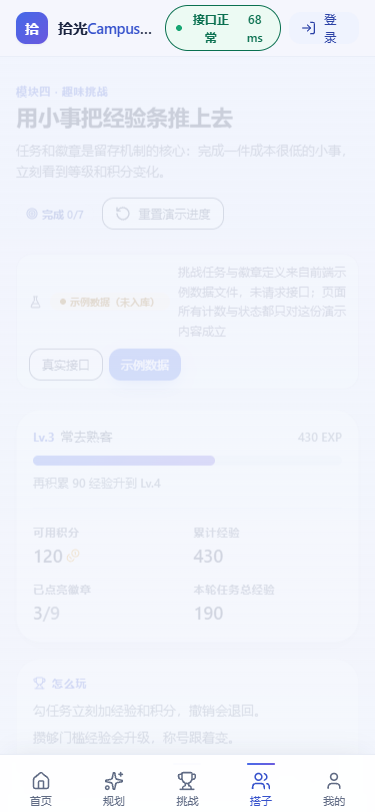 拾 拾光Campus... 接口正常 68 ms 登录
模块四 · 趣味挑战
用小事把经验条推上去
任务和徽章是留存机制的核心：完成一件成本很低的小事，
立刻看到等级和积分变化。
完成 0/7 重置演示进度
示例数据（未入库）
挑战任务与徽章定义来自前端示
例数据文件，未请求接口；页面
所有计数与状态都只对这份演示
内容成立
真实接口 示例数据
Lv.3 常去熟客 430 EXP
再积累 90 经验升到 Lv.4
可用积分 累计经验
120 430
已点亮徽章 本轮任务总经验
3/9 190
怎么玩
勾任务立刻加经验和积分，撤销会退回。
攒够门槛经验会升级，称号跟着变。
首页 规划 挑战 搭子 我的